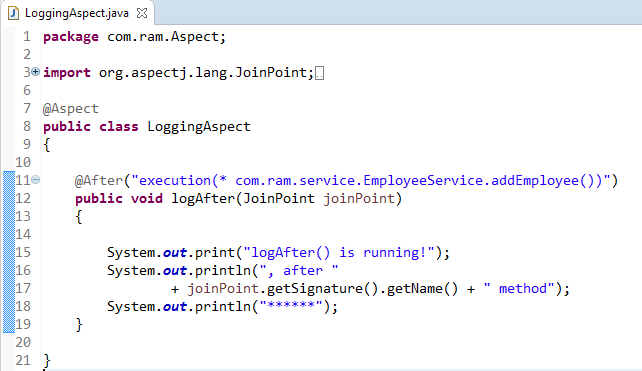 LoggingAspect.java
1 package com.ram.Aspect;
2
3 import org.aspectj.lang.JoinPoint;
6
7 @Aspect
8 public class LoggingAspect
9 {
10
11     @After("execution(* com.ram.service.EmployeeService.addEmployee())")
12     public void logAfter(JoinPoint joinPoint)
13     {
14
15         System.out.print("logAfter() is running!");
16         System.out.println(", after "
17                 + joinPoint.getSignature().getName() + " method");
18         System.out.println("******");
19     }
20
21 }